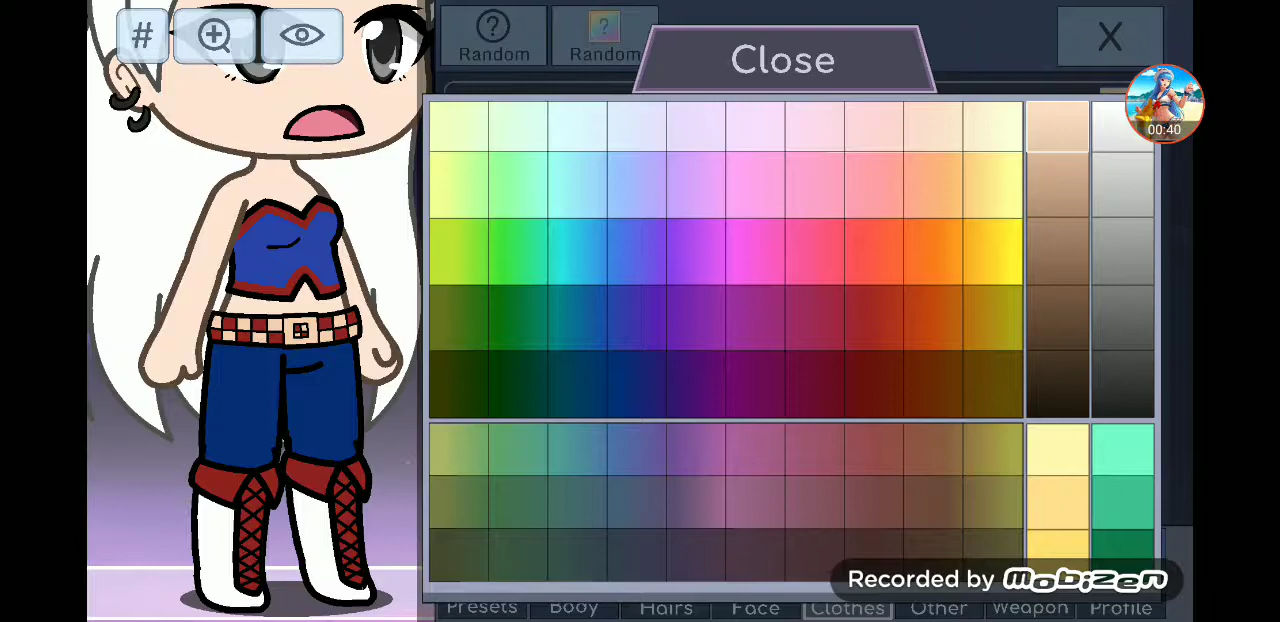 #
? ?
Random Random
Close
X
00:40
Recorded by mobizen
Presets Body Hairs Face Clothes Other Weapon Profile